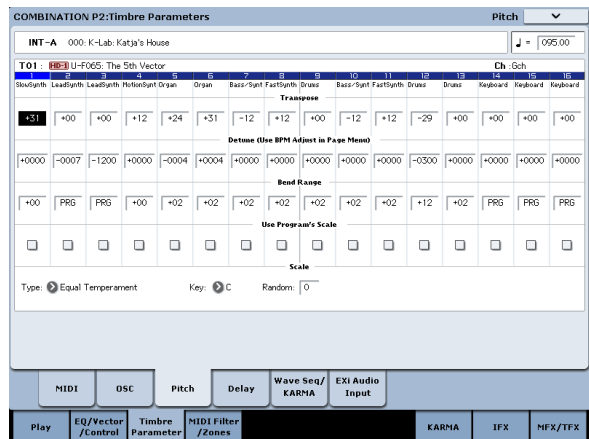 COMBINATION P2:Timbre Parameters Pitch
INT-A 000: K-Lab: Katja's House ♩ = 095.00
T01 : HD-1 U-F065: The 5th Vector Ch :Gch
1 2 3 4 5 6 7 8 9 10 11 12 13 14 15 16
SlowSynth LeadSynth LeadSynth MotionSynt Organ Organ Bass/Synt FastSynth Drums Bass/Synt FastSynth Drums Drums Keyboard Keyboard Keyboard
Transpose
+31 +00 +00 +12 +24 +31 -12 +12 +00 -12 +12 -29 +00 +00 +00 +00
Detune (Use BPM Adjust in Page Menu)
+0000 -0007 -1200 +0000 -0004 +0004 +0000 +0000 +0000 +0000 +0000 -0300 +0000 +0000 +0000 +0000
Bend Range
+00 PRG PRG +00 +02 +02 +02 +02 +02 +02 +02 +12 +02 PRG PRG PRG
Use Program's Scale
Scale
Type: Equal Temperament Key: C Random: 0
MIDI OSC Pitch Delay Wave Seq/ KARMA EXi Audio Input
Play EQ/Vector /Control Timbre Parameter MIDI Filter /Zones KARMA IFX MFX/TFX